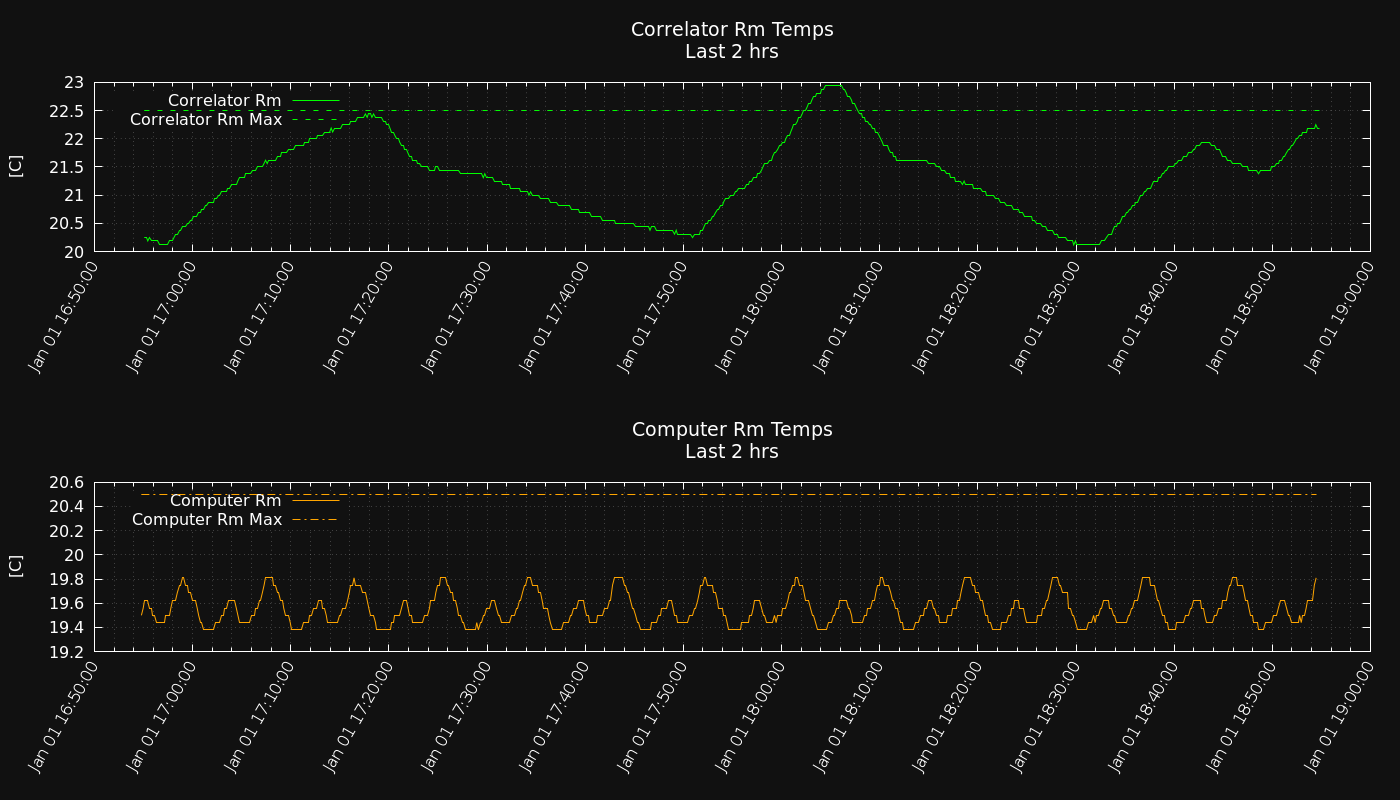 Correlator Rm Temps
Last 2 hrs
23
22.5
22
21.5
21
20.5
20
[C]
Correlator Rm
Correlator Rm Max
Jan 01 16:50:00
Jan 01 17:00:00
Jan 01 17:10:00
Jan 01 17:20:00
Jan 01 17:30:00
Jan 01 17:40:00
Jan 01 17:50:00
Jan 01 18:00:00
Jan 01 18:10:00
Jan 01 18:20:00
Jan 01 18:30:00
Jan 01 18:40:00
Jan 01 18:50:00
Jan 01 19:00:00
Computer Rm Temps
Last 2 hrs
20.6
20.4
20.2
20
19.8
19.6
19.4
19.2
[C]
Computer Rm
Computer Rm Max
Jan 01 16:50:00
Jan 01 17:00:00
Jan 01 17:10:00
Jan 01 17:20:00
Jan 01 17:30:00
Jan 01 17:40:00
Jan 01 17:50:00
Jan 01 18:00:00
Jan 01 18:10:00
Jan 01 18:20:00
Jan 01 18:30:00
Jan 01 18:40:00
Jan 01 18:50:00
Jan 01 19:00:00